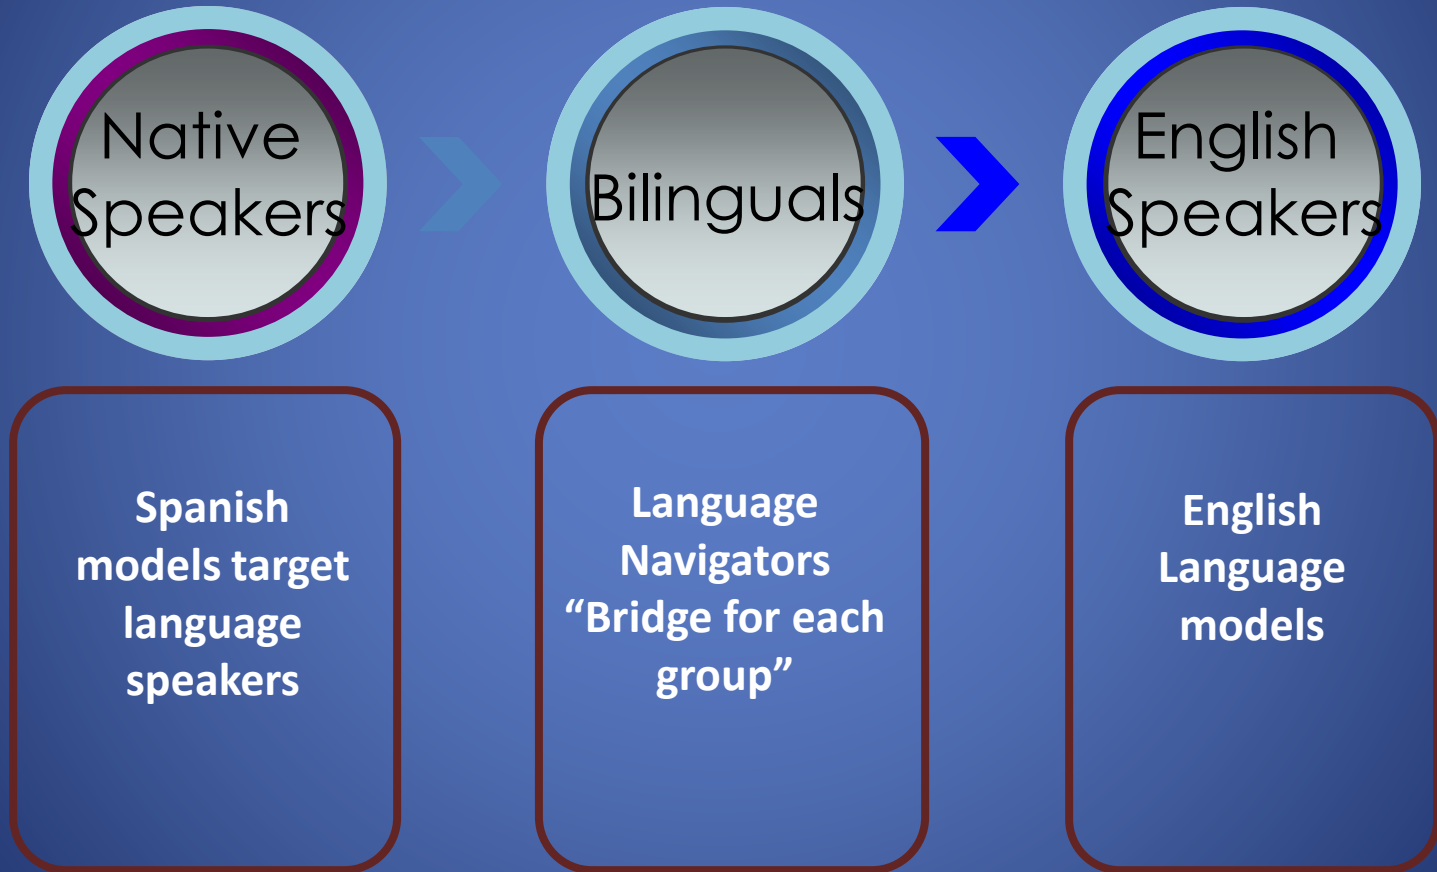 Native
Speakers
Bilinguals
English
Speakers
Spanish
models target
language
speakers
Language
Navigators
“Bridge for each
group”
English
Language
models